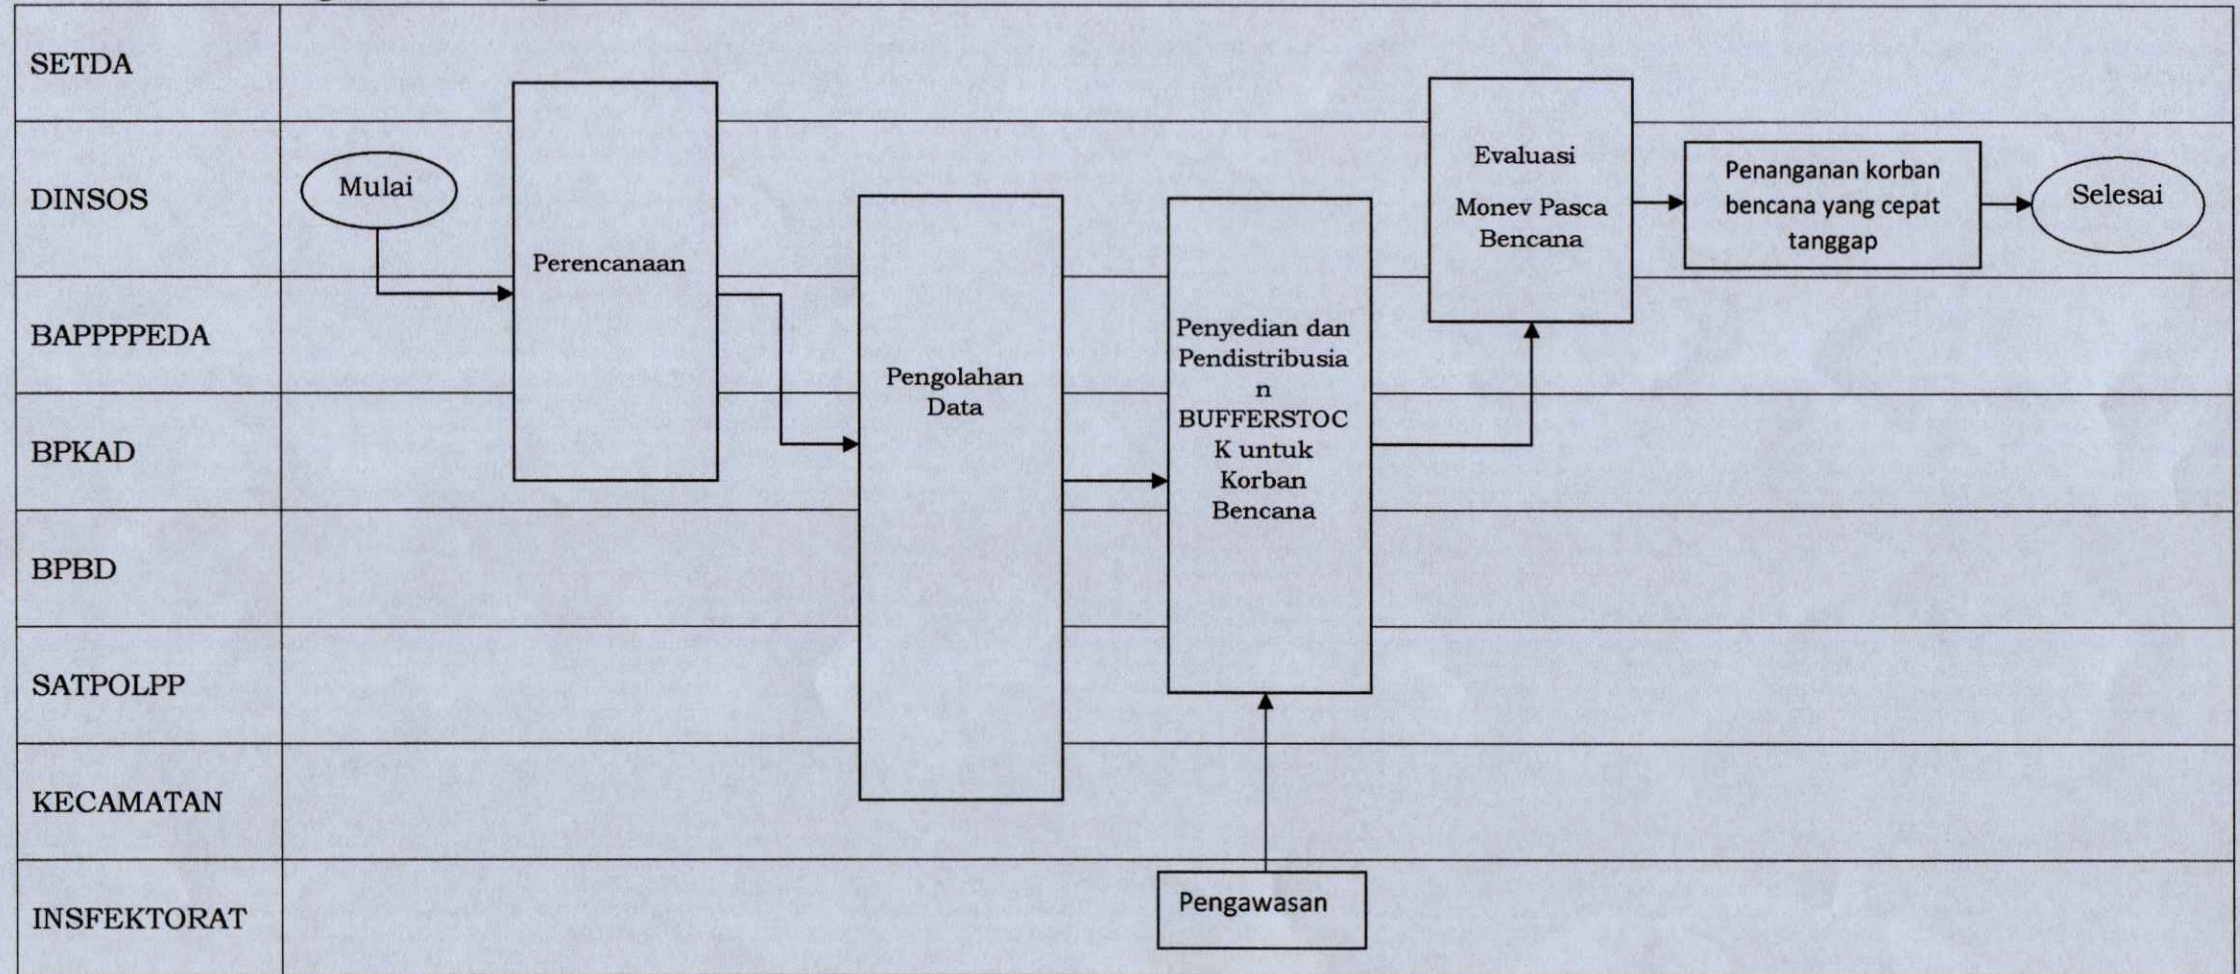 SETDA
DINSOS
BAPPPPEDA
BPKAD
BPBD
SATPOLPP
KECAMATAN
INSFEKTORAT
Mulai
Perencanaan
Pengolahan
Data
Penyedian dan
Pendistribusia
n
BUFFERSTOC
K untuk
Korban
Bencana
Pengawasan
Evaluasi
Monev Pasca
Bencana
Penanganan korban
bencana yang cepat
tanggap
Selesai